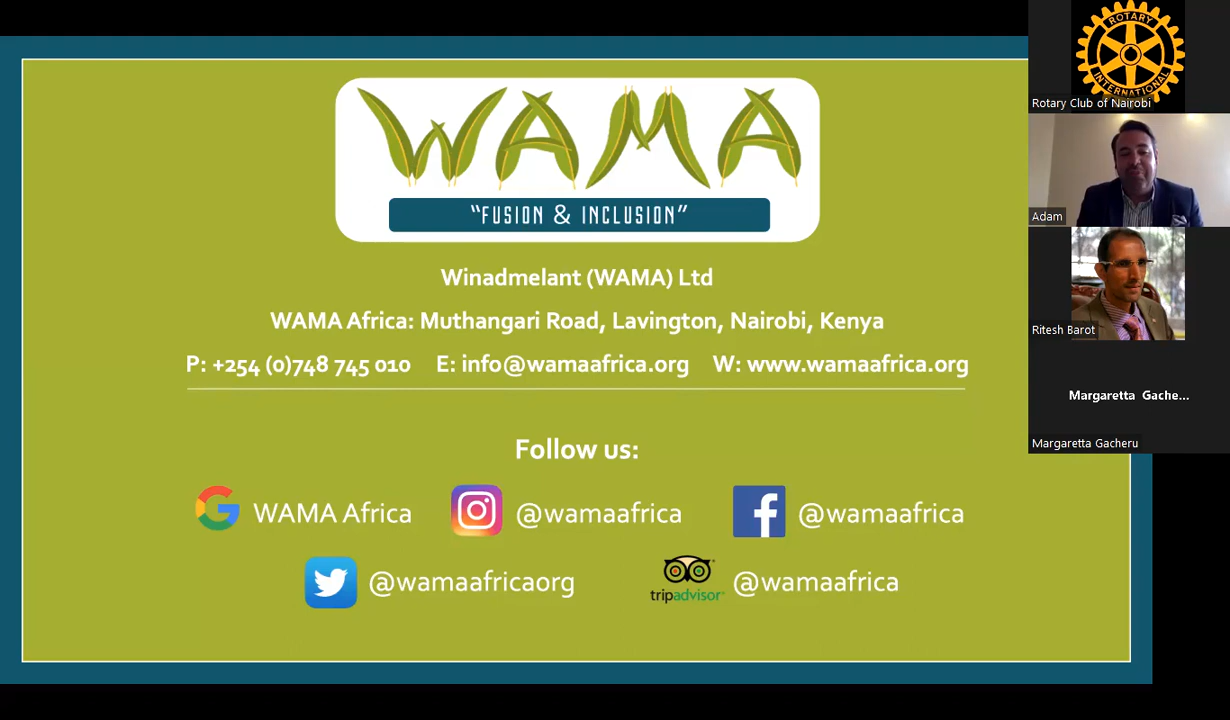 WAMA
"FUSION & INCLUSION"
Winadmelant (WAMA) Ltd
WAMA Africa: Muthangari Road, Lavington, Nairobi, Kenya
P: +254 (0)748 745 010 E: info@wamaafrica.org W: www.wamaafrica.org
Follow us:
WAMA Africa @wamaafrica @wamaafrica
@wamaafricaorg tripadvisor @wamaafrica
ROTARY
INTERNATIONAL
Rotary Club of Nairobi
Adam
Ritesh Barot
Margaretta Gache...
Margaretta Gacheru